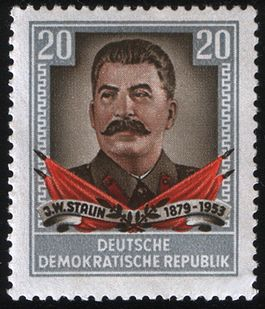 20 20
J.W. STALIN 1879-1953
DEUTSCHE
DEMOKRATISCHE REPUBLIK